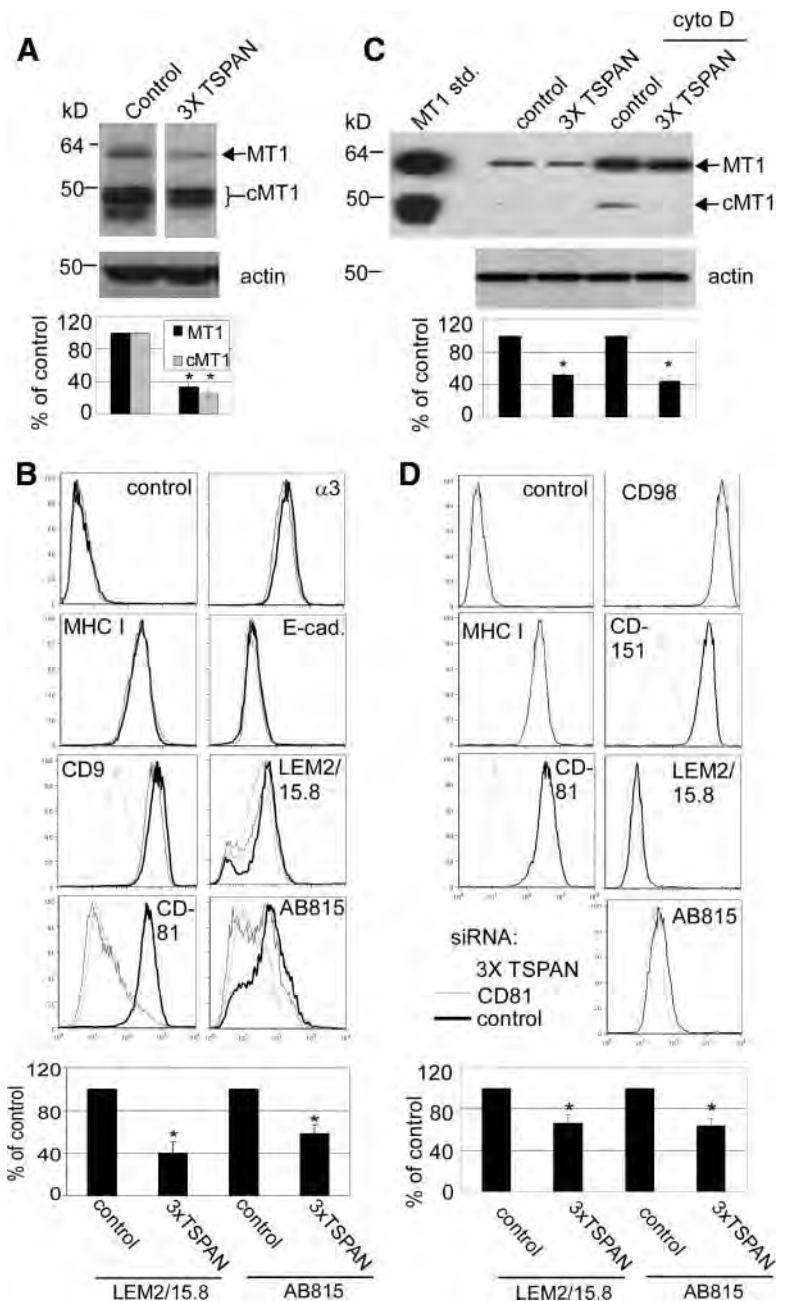 A
Control
3X TSPAN
kD
64
MT1
50
cMT1
50
actin
120
80
40
0
% of control
MT1
cMT1
* *
C
cyto D
MT1 std.
control
3X TSPAN
control
3X TSPAN
kD
64
MT1
50
cMT1
50
actin
120
80
40
0
% of control
*
*
B
control
α3
MHC I
E-cad.
CD9
LEM2/
15.8
CD-
81
AB815
120
80
40
0
% of control
*
*
control
3xTSPAN
control
3xTSPAN
LEM2/15.8
AB815
D
control
CD98
MHC I
CD-
151
CD-
81
LEM2/
15.8
AB815
siRNA:
3X TSPAN
CD81
control
120
80
40
0
% of control
*
*
control
3xTSPAN
control
3xTSPAN
LEM2/15.8
AB815